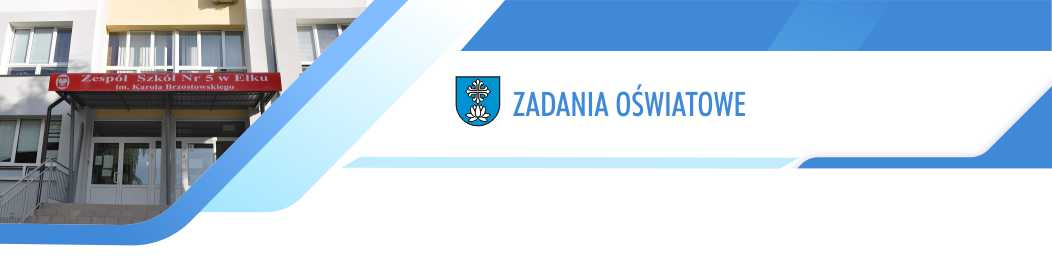 Zespół Szkół Nr 5 w Ełku
im. Karola Brzostowskiego
ZADANIA OŚWIATOWE